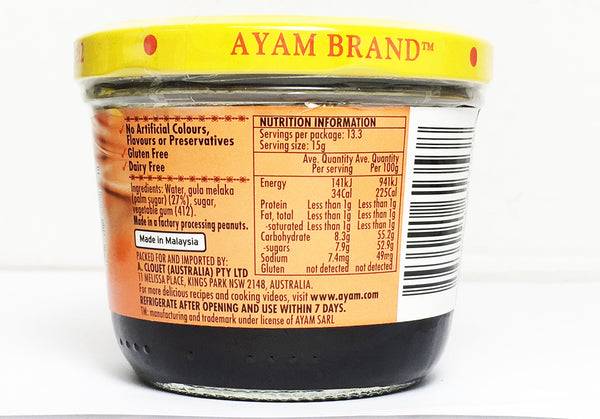 AYAM BRAND™
No Artificial Colours,
Flavours or Preservatives
Gluten Free
Dairy Free
Ingredients: Water, gula melaka
(palm sugar) (27%), sugar,
vegetable gum (412).
Made in a factory processing peanuts.
Made in Malaysia
NUTRITION INFORMATION
Servings per package: 13.3
Serving size: 15g
Ave. Quantity Ave. Quantity
Per serving Per 100g
Energy 141kJ 941kJ
34Cal 225Cal
Protein Less than 1g Less than 1g
Fat, total Less than 1g Less than 1g
-saturated Less than 1g Less than 1g
Carbohydrate 8.3g 55.2g
-sugars 7.9g 52.9g
Sodium 7.4mg 49mg
Gluten not detected not detected
PACKED FOR AND IMPORTED BY:
A. CLOUET (AUSTRALIA) PTY LTD
11 MELISSA PLACE, KINGS PARK NSW 2148, AUSTRALIA.
For more delicious recipes and cooking videos, visit www.ayam.com
REFRIGERATE AFTER OPENING AND USE WITHIN 7 DAYS.
TM: manufacturing and trademark under license of AYAM SARL